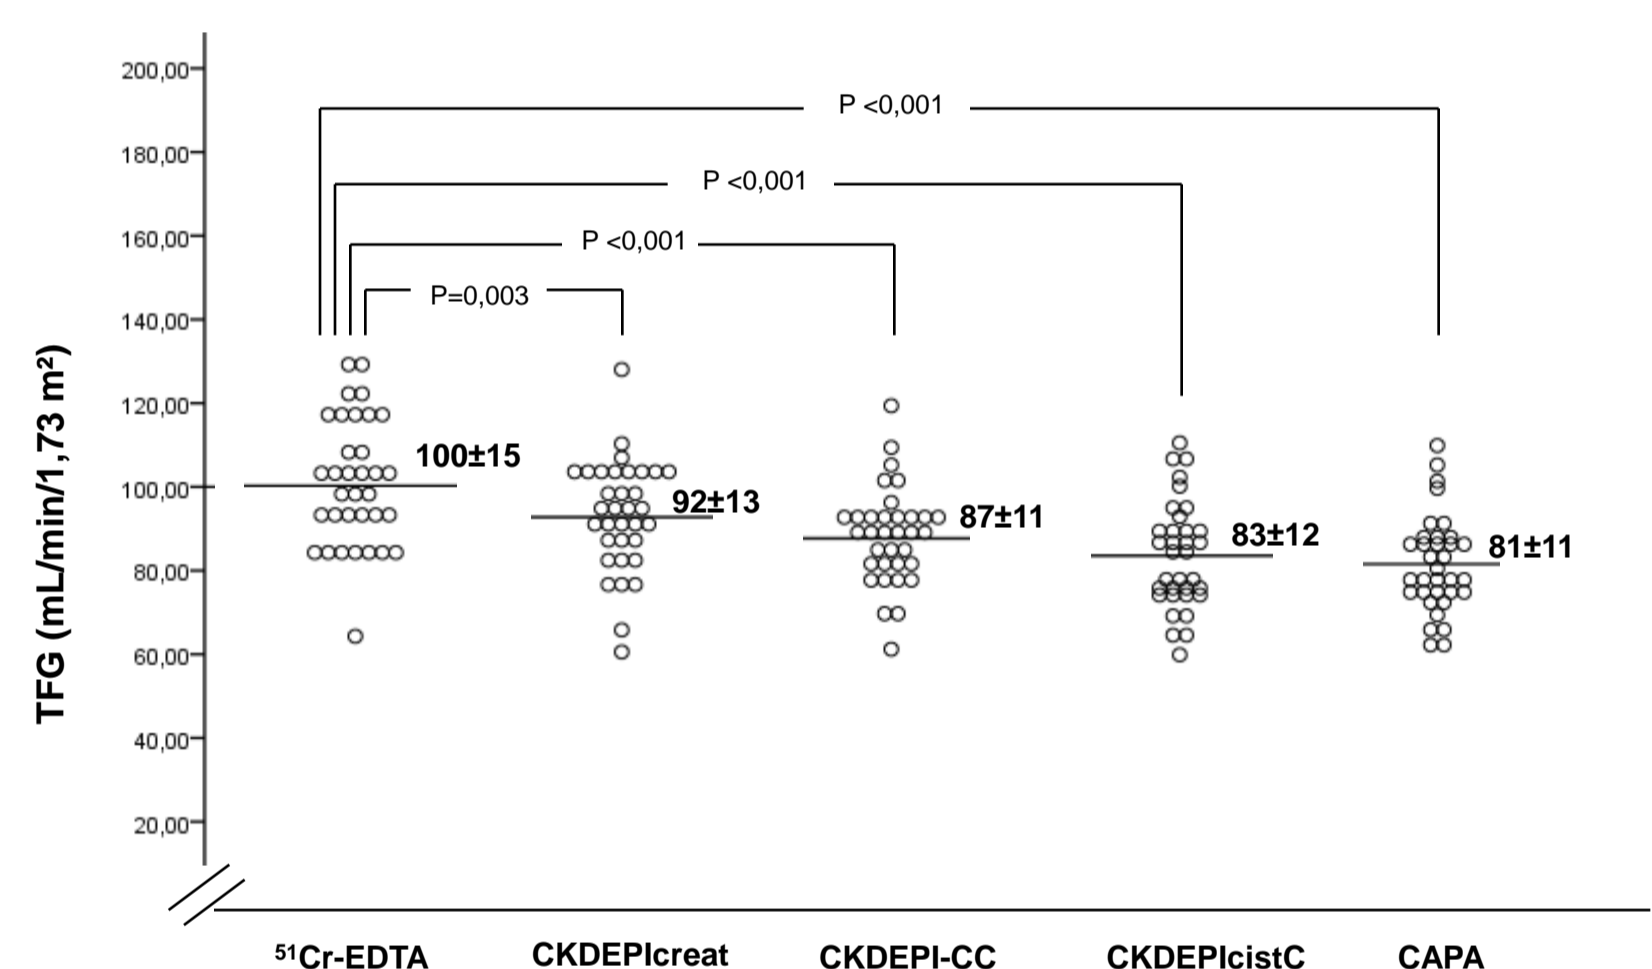 200,00
180,00
160,00
140,00
120,00
100,00
80,00
60,00
40,00
20,00
TFG (mL/min/1,73 m²)
P <0,001
P <0,001
P <0,001
P=0,003
100±15
92±13
87±11
83±12
81±11
⁵¹Cr-EDTA
CKDEPIcreat
CKDEPI-CC
CKDEPIcistC
CAPA